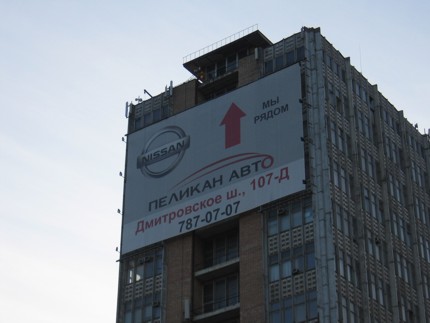 МЫ
РЯДОМ
NISSAN
ПЕЛИКАН АВТО
Дмитровское ш., 107-Д
787-07-07